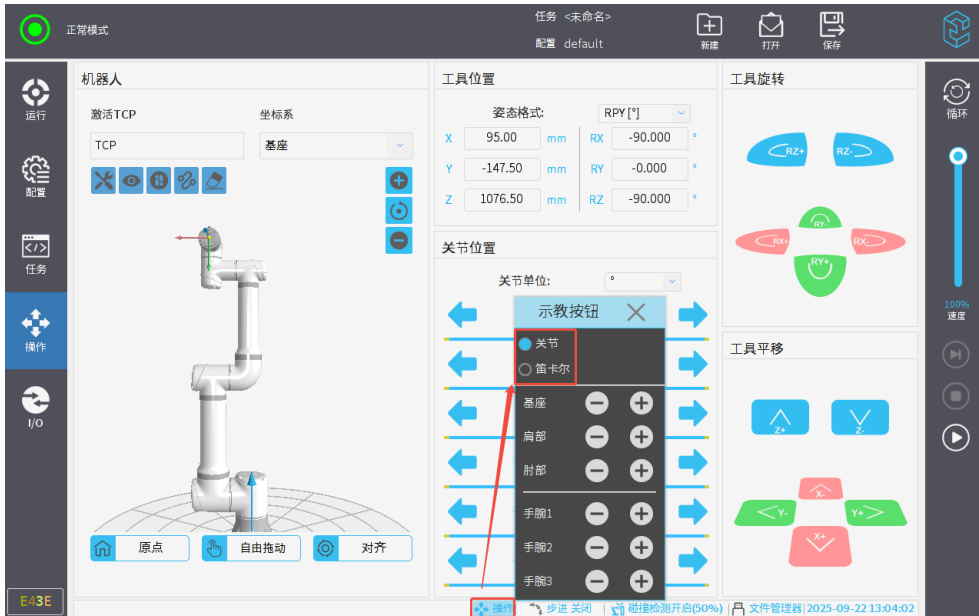 正常模式
任务 <未命名>
配置 default
新建
打开
保存
运行
配置
任务
操作
I/O
E43E
机器人
激活TCP
坐标系
TCP
基座
原点
自由拖动
对齐
工具位置
姿态格式:
RPY [°]
X 95.00 mm RX -90.000 °
Y -147.50 mm RY -0.000 °
Z 1076.50 mm RZ -90.000 °
关节位置
关节单位:
°
示教按钮
关节
笛卡尔
基座
肩部
肘部
手腕1
手腕2
手腕3
工具旋转
RZ+
RZ-
RY-
RX+
RX-
RY+
工具平移
Z+
Z-
X-
Y-
Y+
X+
循环
100%
速度
操作
步进 关闭
碰撞检测开启(50%)
文件管理器
2025-09-22 13:04:02